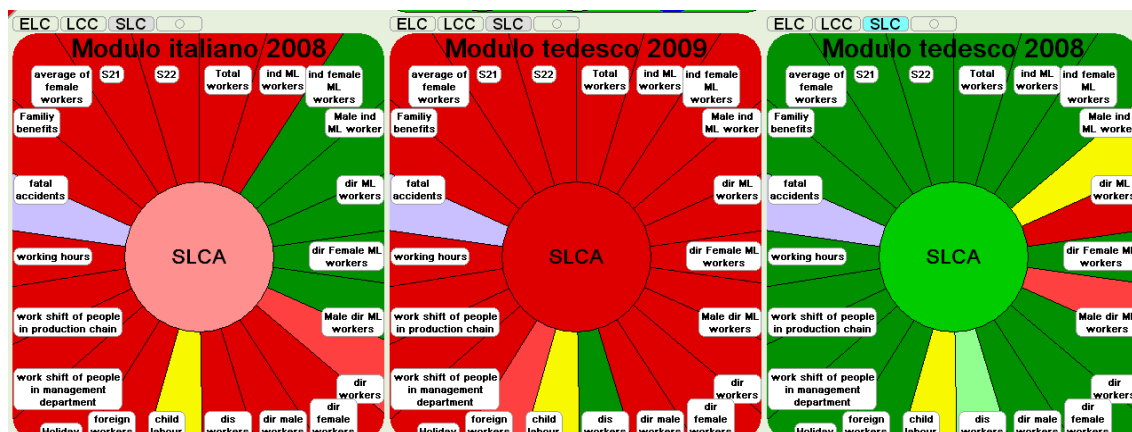 ELC LCC SLC
Modulo italiano 2008
average of
female
workers
S21
S22
Total
workers
ind ML
workers
ind female
ML
workers
Familiy
benefits
Male ind
ML worker
fatal
accidents
dir ML
workers
working hours
SLCA
dir Female ML
workers
work shift of people
in production chain
Male dir ML
workers
work shift of people
in management
department
dir
workers
Holiday
foreign
workers
child
labour
dis
workers
dir male
workers
dir
female
workers
ELC LCC SLC
Modulo tedesco 2009
average of
female
workers
S21
S22
Total
workers
ind ML
workers
ind female
ML
workers
Familiy
benefits
Male ind
ML worker
fatal
accidents
dir ML
workers
working hours
SLCA
dir Female ML
workers
work shift of people
in production chain
Male dir ML
workers
work shift of people
in management
department
dir
workers
Holiday
foreign
workers
child
labour
dis
workers
dir male
workers
dir
female
workers
ELC LCC SLC
Modulo tedesco 2008
average of
female
workers
S21
S22
Total
workers
ind ML
workers
ind female
ML
workers
Familiy
benefits
Male ind
ML worker
fatal
accidents
dir ML
workers
working hours
SLCA
dir Female ML
workers
work shift of people
in production chain
Male dir ML
workers
work shift of people
in management
department
dir
workers
Holiday
foreign
workers
child
labour
dis
workers
dir male
workers
dir
female
workers